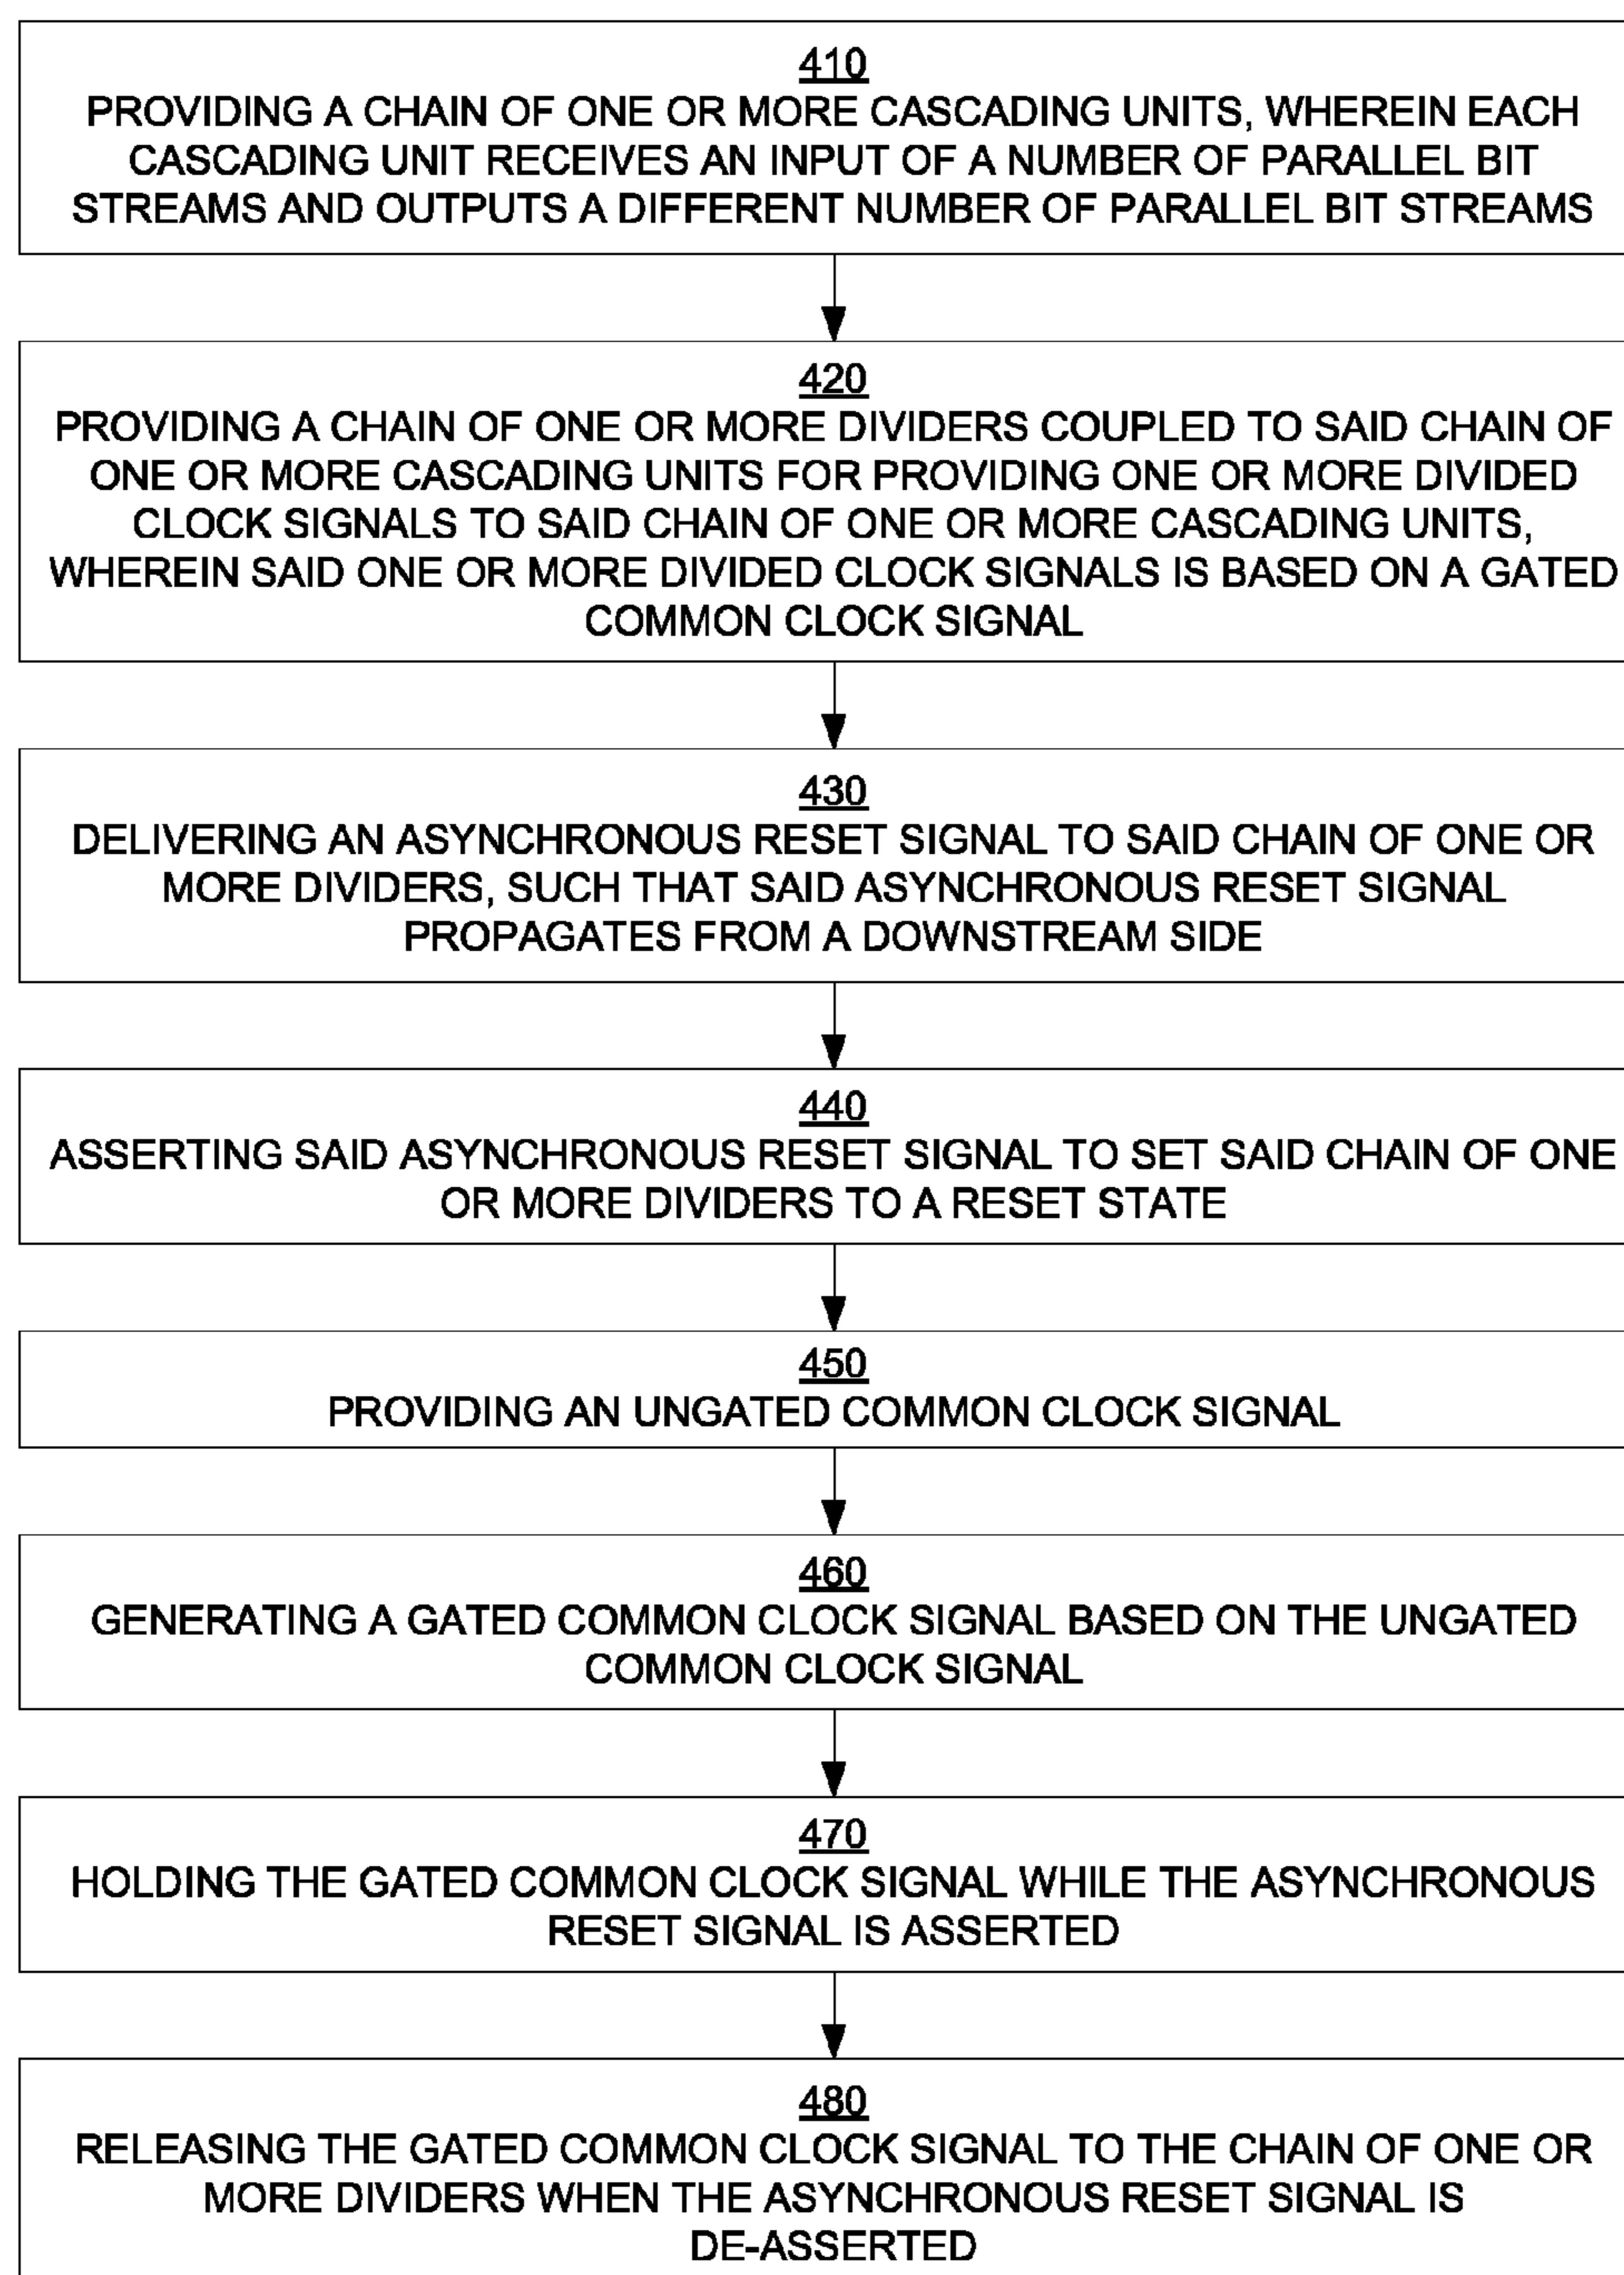 410
PROVIDING A CHAIN OF ONE OR MORE CASCADING UNITS, WHEREIN EACH
CASCADING UNIT RECEIVES AN INPUT OF A NUMBER OF PARALLEL BIT
STREAMS AND OUTPUTS A DIFFERENT NUMBER OF PARALLEL BIT STREAMS
420
PROVIDING A CHAIN OF ONE OR MORE DIVIDERS COUPLED TO SAID CHAIN OF
ONE OR MORE CASCADING UNITS FOR PROVIDING ONE OR MORE DIVIDED
CLOCK SIGNALS TO SAID CHAIN OF ONE OR MORE CASCADING UNITS,
WHEREIN SAID ONE OR MORE DIVIDED CLOCK SIGNALS IS BASED ON A GATED
COMMON CLOCK SIGNAL
430
DELIVERING AN ASYNCHRONOUS RESET SIGNAL TO SAID CHAIN OF ONE OR
MORE DIVIDERS, SUCH THAT SAID ASYNCHRONOUS RESET SIGNAL
PROPAGATES FROM A DOWNSTREAM SIDE
440
ASSERTING SAID ASYNCHRONOUS RESET SIGNAL TO SET SAID CHAIN OF ONE
OR MORE DIVIDERS TO A RESET STATE
450
PROVIDING AN UNGATED COMMON CLOCK SIGNAL
460
GENERATING A GATED COMMON CLOCK SIGNAL BASED ON THE UNGATED
COMMON CLOCK SIGNAL
470
HOLDING THE GATED COMMON CLOCK SIGNAL WHILE THE ASYNCHRONOUS
RESET SIGNAL IS ASSERTED
480
RELEASING THE GATED COMMON CLOCK SIGNAL TO THE CHAIN OF ONE OR
MORE DIVIDERS WHEN THE ASYNCHRONOUS RESET SIGNAL IS
DE-ASSERTED